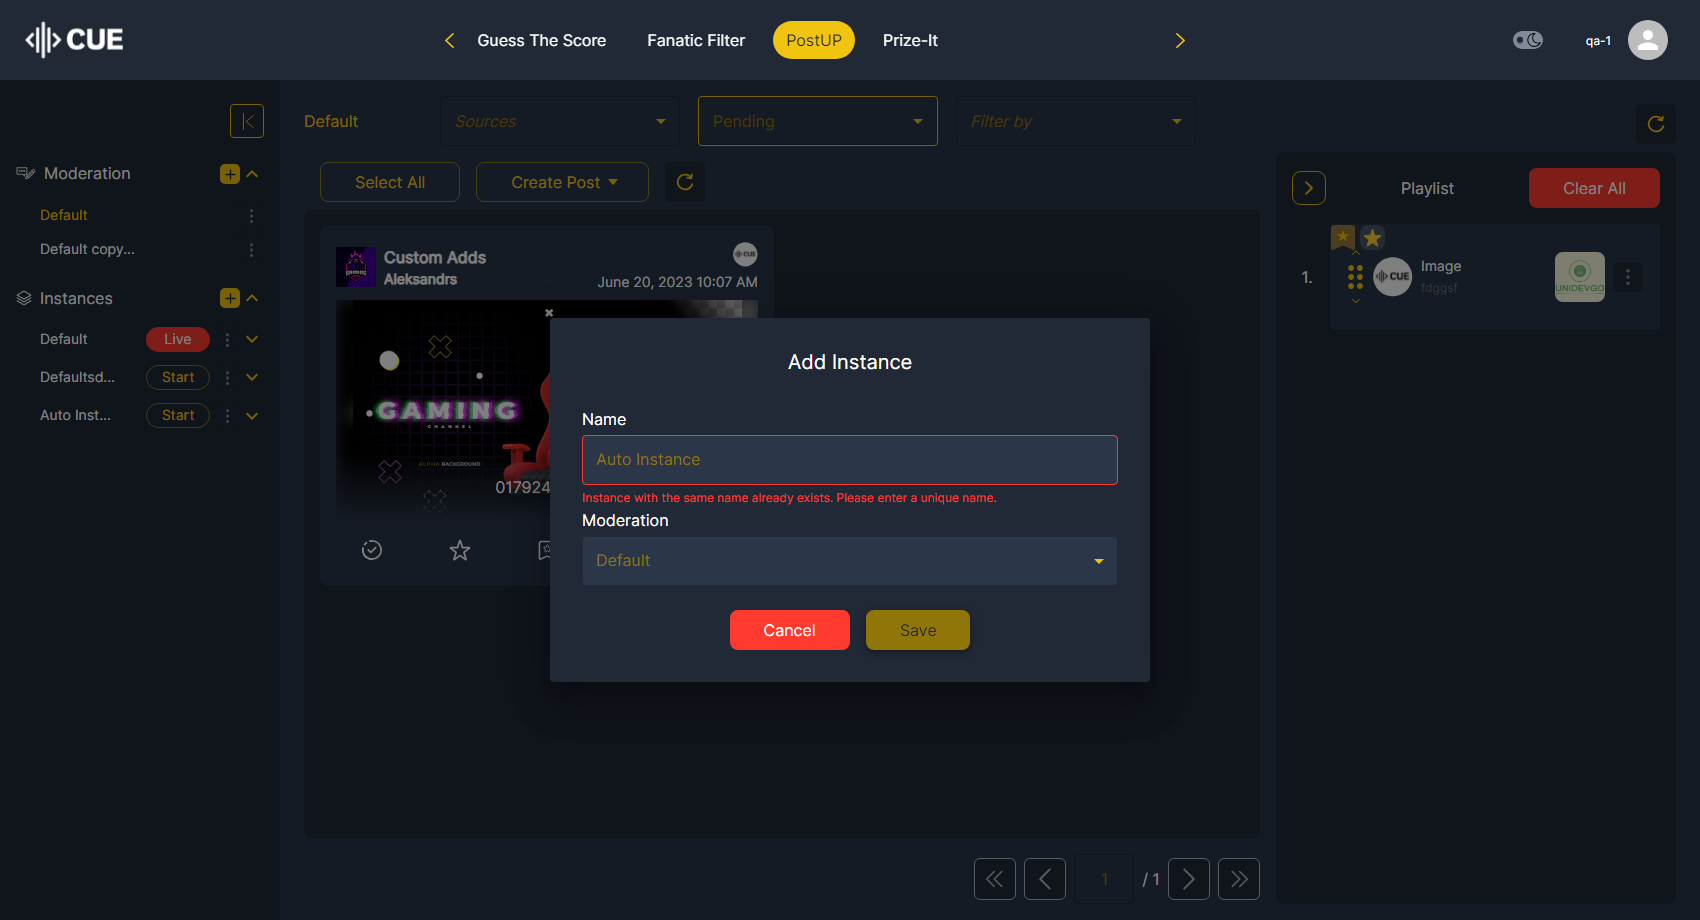 CUE
Guess The Score
Fanatic Filter
PostUP
Prize-It
qa-1
Default
Sources
Pending
Filter by
Moderation
Default
Default copy...
Instances
Default
Live
Defaultsd...
Start
Auto Inst...
Start
Select All
Create Post
Custom Adds
Aleksandrs
CUE
June 20, 2023 10:07 AM
GAMING
CHANNEL
ALPHA BACKGROUND
017924
Add Instance
Name
Auto Instance
Instance with the same name already exists. Please enter a unique name.
Moderation
Default
Cancel
Save
Playlist
Clear All
1.
CUE
Image
fdggsf
UNIDEVGO
1
/ 1